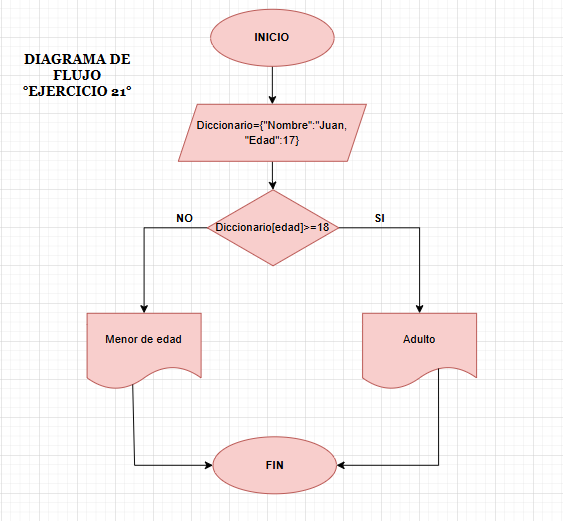 DIAGRAMA DE
FLUJO
°EJERCICIO 21°
INICIO
Diccionario={"Nombre":"Juan,
"Edad":17}
NO
Diccionario[edad]>=18
SI
Menor de edad
Adulto
FIN